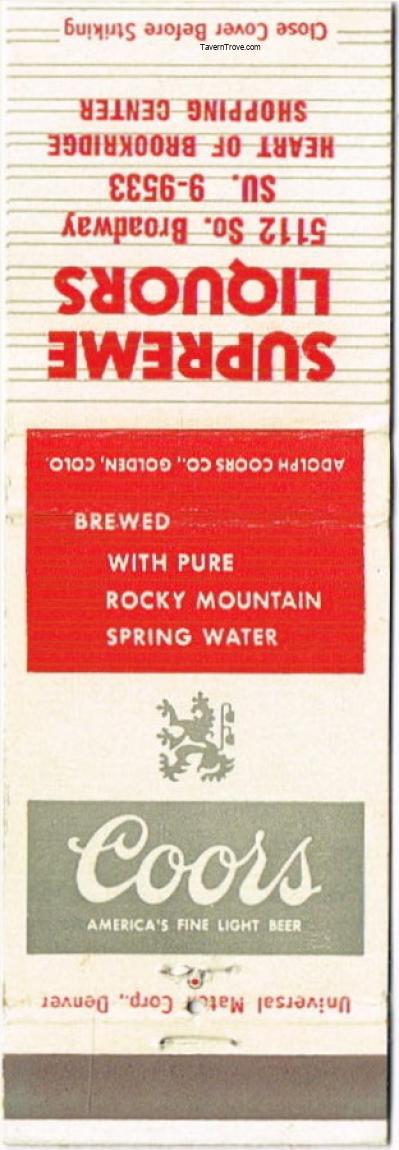 Close Cover Before Striking
TavernTrove.com
SUPREME
LIQUORS
5112 So. Broadway
SU. 9-9533
HEART OF BROOKRIDGE
SHOPPING CENTER
ADOLPH COORS CO., GOLDEN, COLO.
BREWED
WITH PURE
ROCKY MOUNTAIN
SPRING WATER
Coors
AMERICA'S FINE LIGHT BEER
Universal Match Corp., Denver